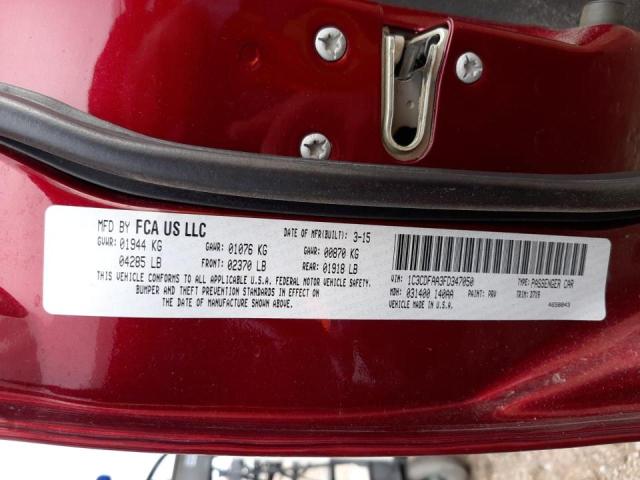 MFD BY FCA US LLC
DATE OF MFR(BUILT): 3-15
GVWR: 01944 KG GAWR: 01076 KG GAWR: 00870 KG
04285 LB FRONT: 02370 LB REAR: 01918 LB
THIS VEHICLE CONFORMS TO ALL APPLICABLE U.S.A. FEDERAL MOTOR VEHICLE SAFETY,
BUMPER AND THEFT PREVENTION STANDARDS IN EFFECT ON
THE DATE OF MANUFACTURE SHOWN ABOVE.
VIN: 1C3CDFAA3FD347050 TYPE: PASSENGER CAR
MDH: 031400 140AA PAINT: PRV TRIM: 37X9
VEHICLE MADE IN U.S.A.